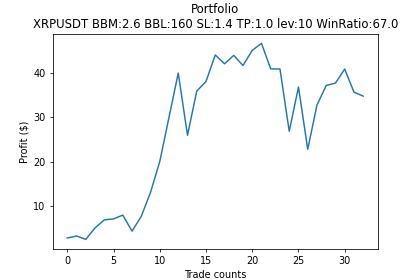 Portfolio
XRPUSDT BBM:2.6 BBL:160 SL:1.4 TP:1.0 lev:10 WinRatio:67.0
40
30
20
10
Profit ($)
0 5 10 15 20 25 30
Trade counts